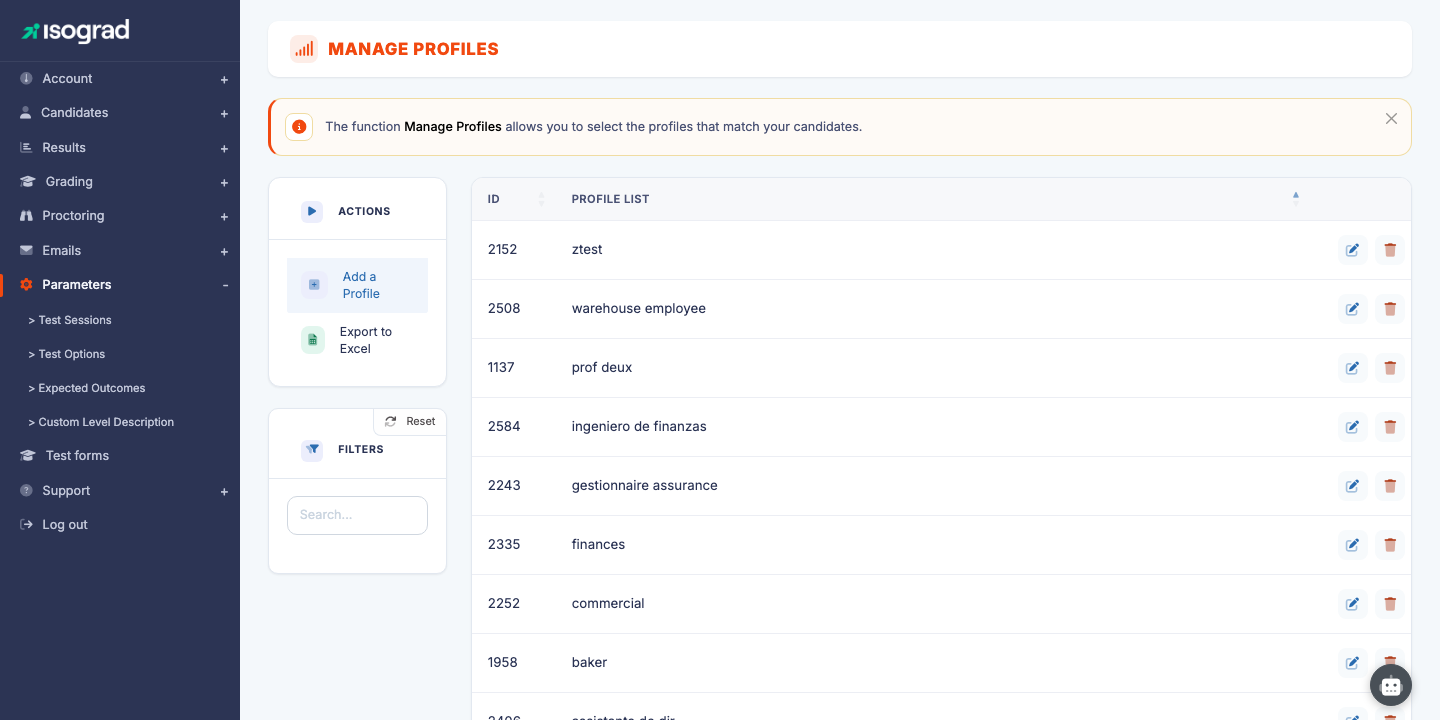 isograd
Account +
Candidates +
Results +
Grading +
Proctoring +
Emails +
Parameters -
> Test Sessions
> Test Options
> Expected Outcomes
> Custom Level Description
Test forms
Support +
Log out
MANAGE PROFILES
The function Manage Profiles allows you to select the profiles that match your candidates.
ACTIONS
Add a
Profile
Export to
Excel
Reset
FILTERS
Search...
ID PROFILE LIST
2152 ztest
2508 warehouse employee
1137 prof deux
2584 ingeniero de finanzas
2243 gestionnaire assurance
2335 finances
2252 commercial
1958 baker